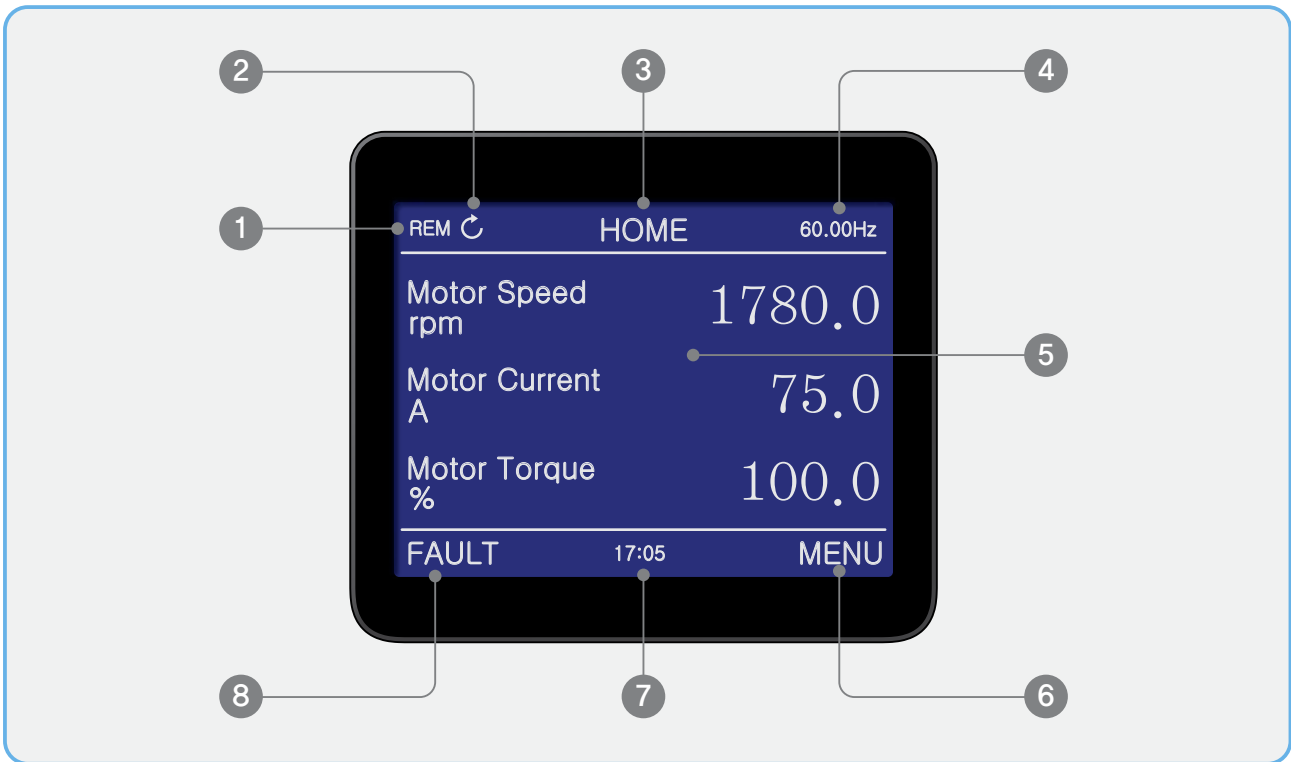 2
3
4
1
REM HOME 60.00Hz
Motor Speed
rpm
1780.0
5
Motor Current
A
75.0
Motor Torque
%
100.0
FAULT 17:05 MENU
8
7
6